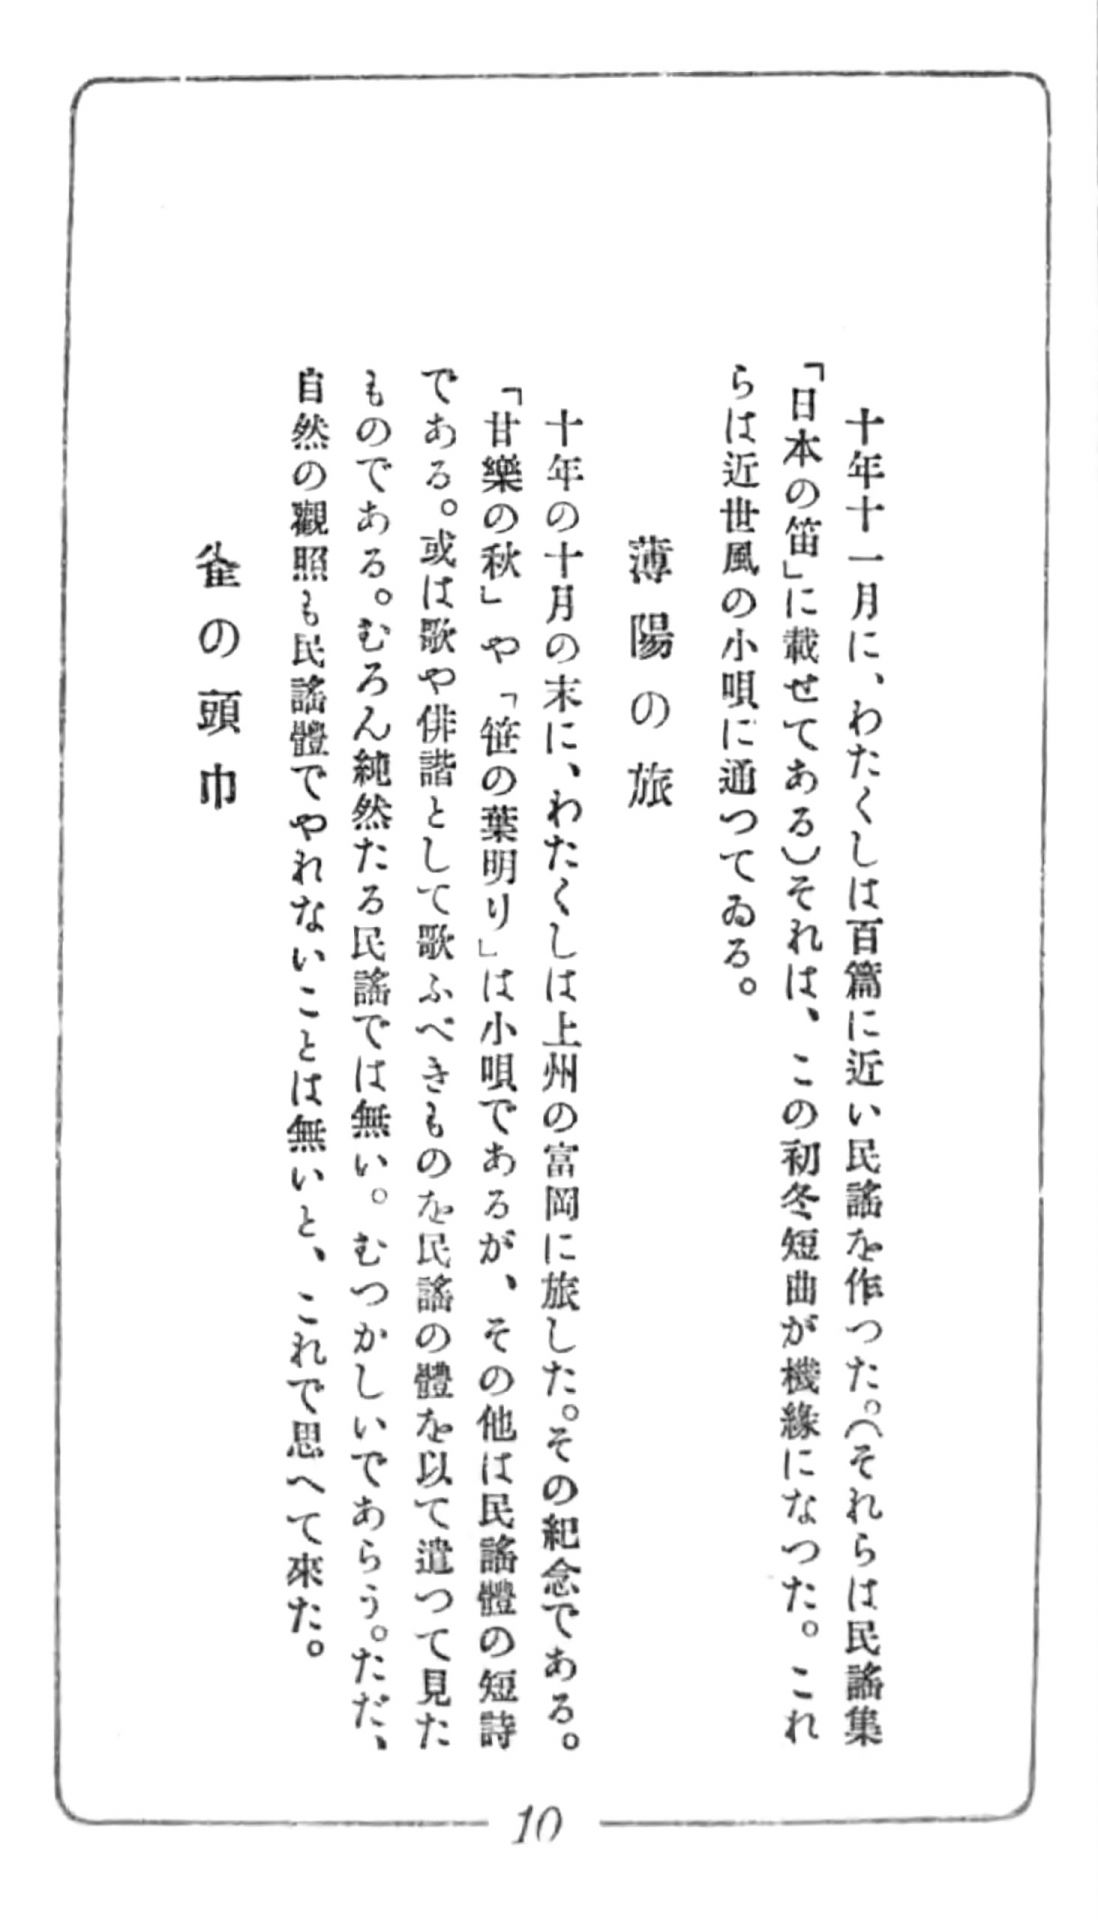 十年十一月に、わたくしは百篇に近い民謠を作つた。(それらは民謠集
「日本の笛」に載せてある)それは、この初冬短曲が機緣になつた。これ
らは近世風の小唄に通つてゐる。
薄陽の旅
十年の十月の末に、わたくしは上州の富岡に旅した。その紀念である。
「甘樂の秋」や「笹の葉明り」は小唄であるが、その他は民謠體の短詩
である。或は歌や俳諧として歌ふべきものを民謠の體を以て遣つて見た
ものである。むろん純然たる民謠では無い。むつかしいであらう。ただ、
自然の觀照も民謠體でやれないことは無いと、これで思へて來た。
雀の頭巾
10